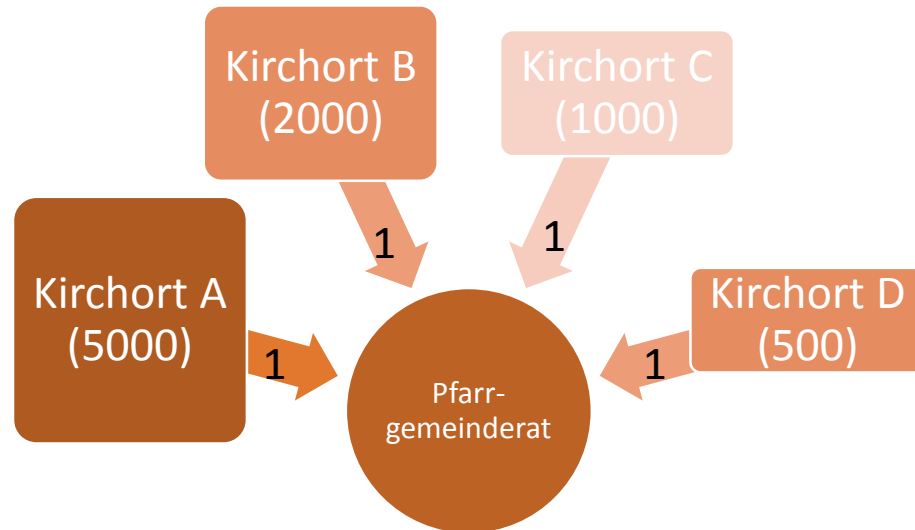 Kirchort A
(5000)
1
Kirchort B
(2000)
1
Kirchort C
(1000)
1
Kirchort D
(500)
1
Pfarr-
gemeinderat